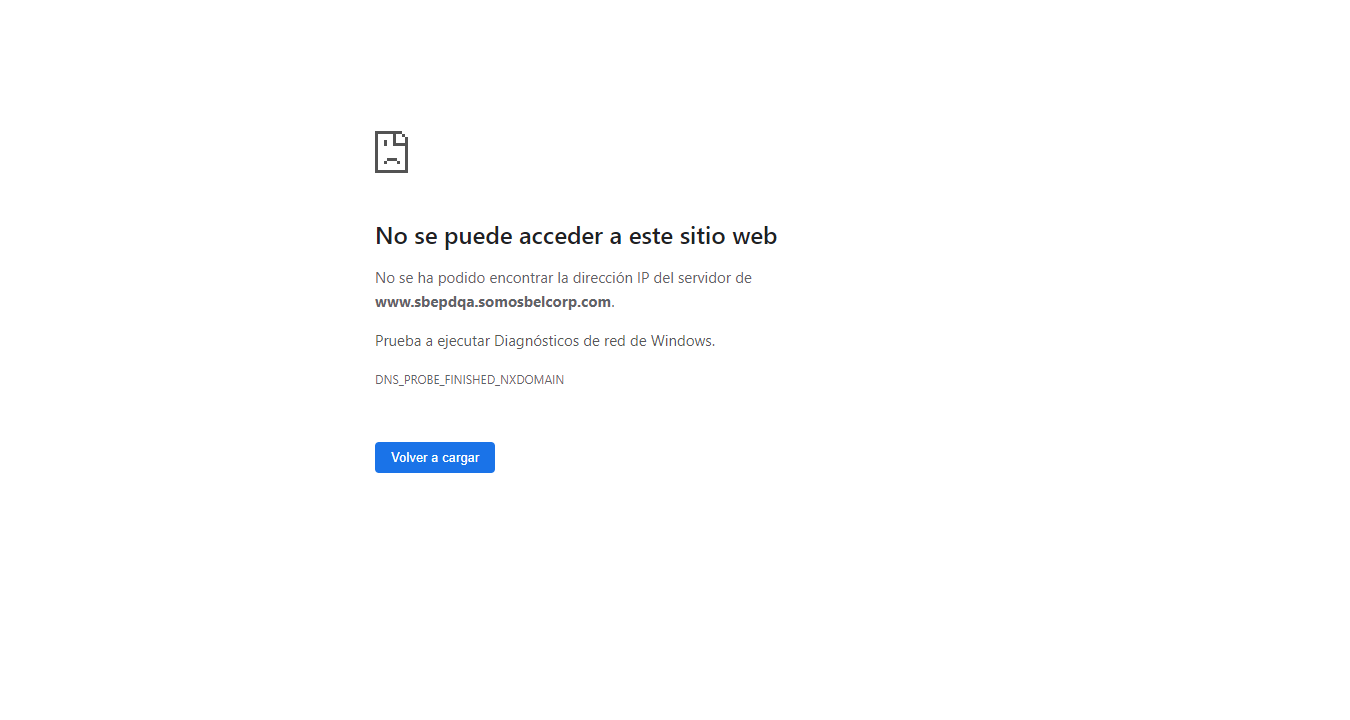 No se puede acceder a este sitio web
No se ha podido encontrar la dirección IP del servidor de
www.sbepdqa.somosbelcorp.com.
Prueba a ejecutar Diagnósticos de red de Windows.
DNS_PROBE_FINISHED_NXDOMAIN
Volver a cargar